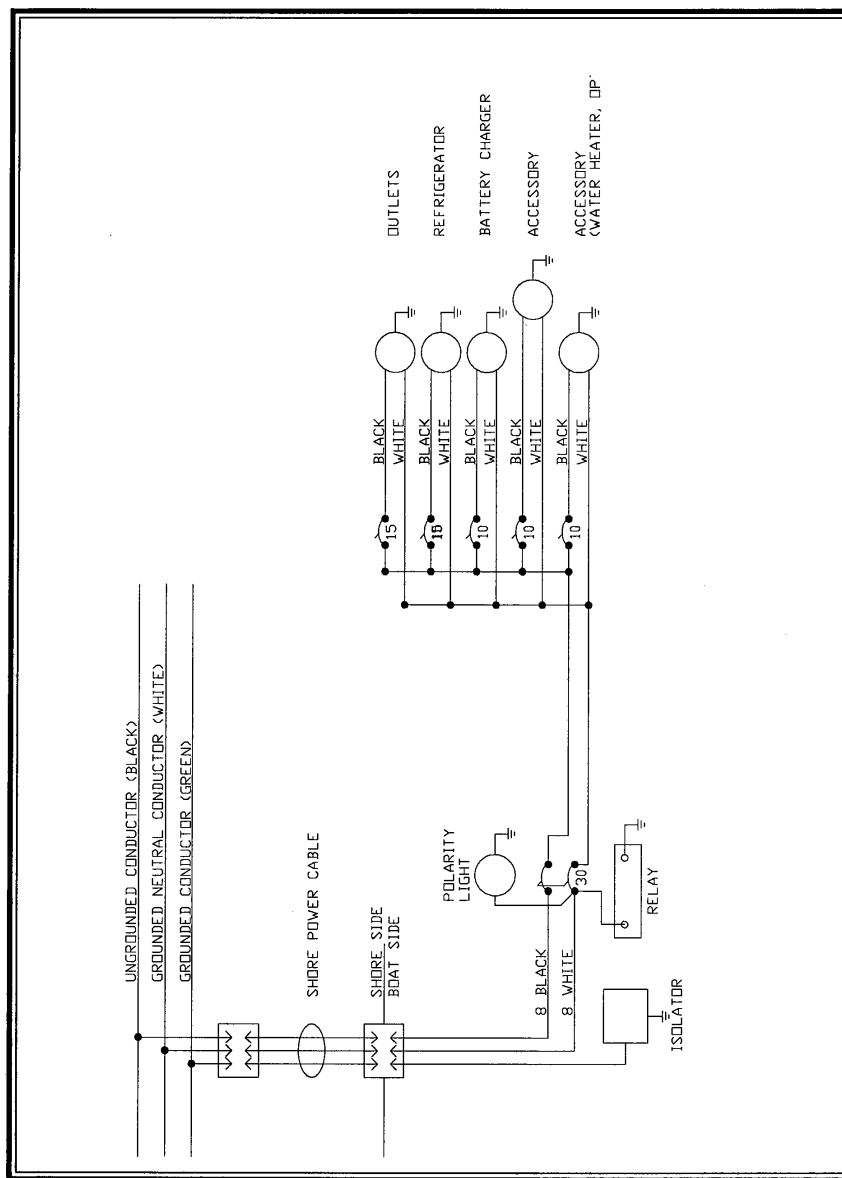 UNGROUNDED CONDUCTOR (BLACK)
GROUNDED NEUTRAL CONDUCTOR (WHITE)
GROUNDED CONDUCTOR (GREEN)
SHORE POWER CABLE
SHORE SIDE
BOAT SIDE
8 BLACK
8 WHITE
ISOLATOR
POLARITY
LIGHT
30
RELAY
15
BLACK
WHITE
OUTLETS
BLACK
WHITE
REFRIGERATOR
10
BLACK
WHITE
BATTERY CHARGER
10
BLACK
WHITE
ACCESSORY
10
BLACK
WHITE
ACCESSORY
(WATER HEATER, OP